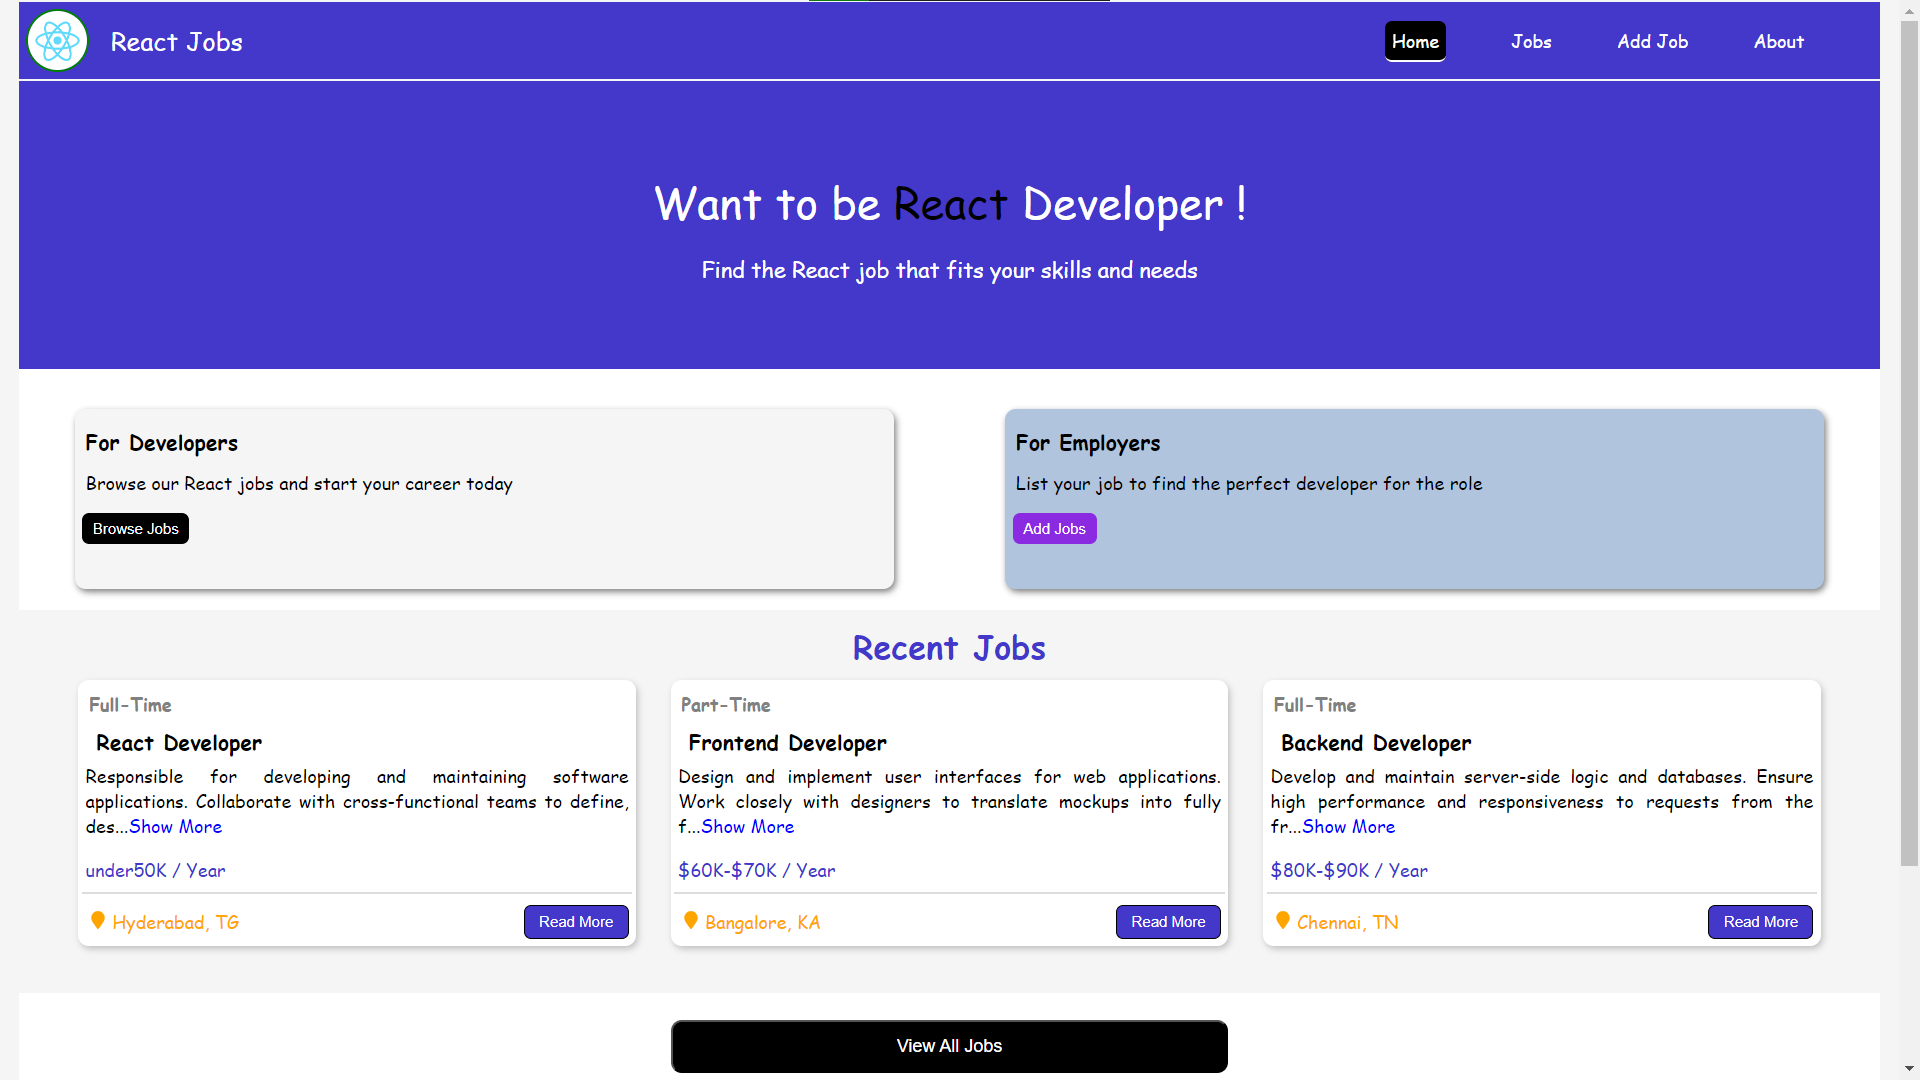 React Jobs
Home
Jobs
Add Job
About
Want to be React Developer !
Find the React job that fits your skills and needs
For Developers
Browse our React jobs and start your career today
Browse Jobs
For Employers
List your job to find the perfect developer for the role
Add Jobs
Recent Jobs
Full-Time
React Developer
Responsible for developing and maintaining software
applications. Collaborate with cross-functional teams to define,
des...Show More
under50K / Year
Hyderabad, TG
Read More
Part-Time
Frontend Developer
Design and implement user interfaces for web applications.
Work closely with designers to translate mockups into fully
f...Show More
$60K-$70K / Year
Bangalore, KA
Read More
Full-Time
Backend Developer
Develop and maintain server-side logic and databases. Ensure
high performance and responsiveness to requests from the
fr...Show More
$80K-$90K / Year
Chennai, TN
Read More
View All Jobs